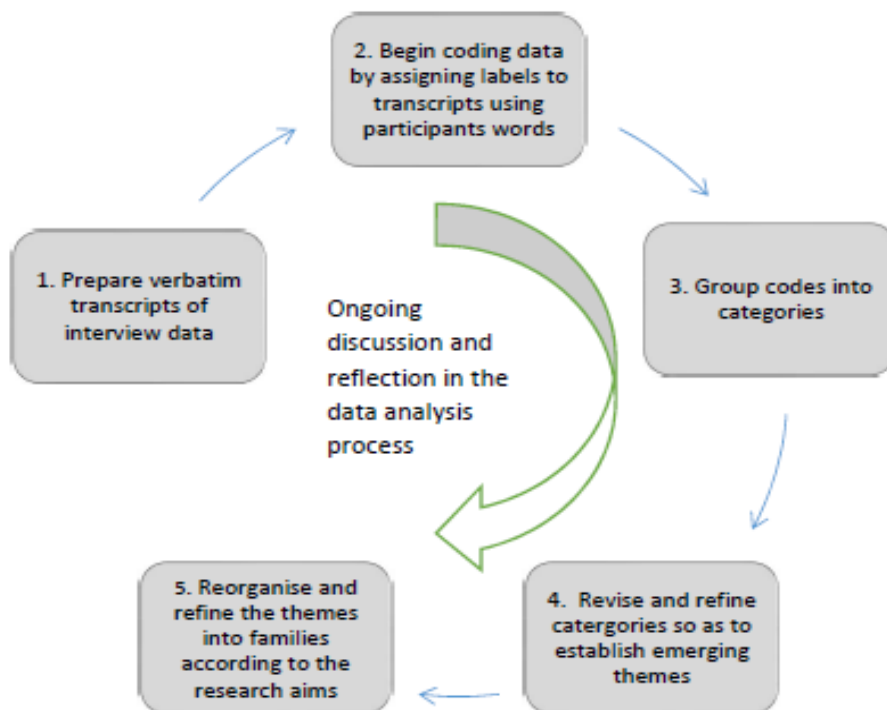 2. Begin coding data
by assigning labels to
transcripts using
participants words
1. Prepare verbatim
transcripts of
interview data
3. Group codes into
categories
Ongoing
discussion and
reflection in the
data analysis
process
4. Revise and refine
catergories so as to
establish emerging
themes
5. Reorganise and
refine the themes
into families
according to the
research aims